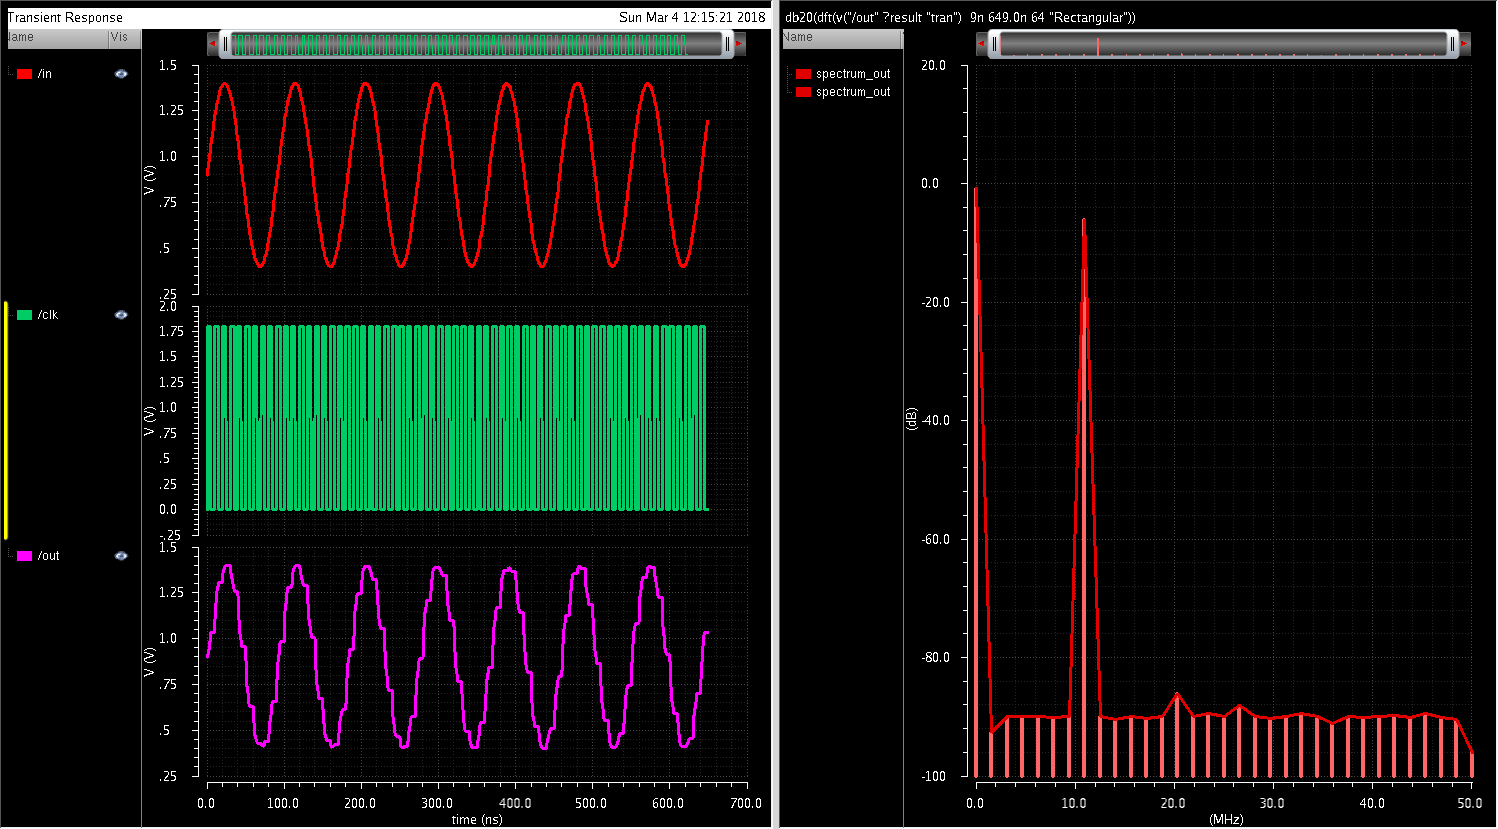 Transient Response
Sun Mar 4 12:15:21 2018
Name
Vis
/in
/clk
/out
1.5
1.25
1.0
.75
.5
.25
V (V)
2.0
1.75
1.5
1.25
1.0
.75
.5
.25
0.0
-.25
V (V)
1.5
1.25
1.0
.75
.5
.25
V (V)
0.0
100.0
200.0
300.0
400.0
500.0
600.0
700.0
time (ns)
db20(dft(v("/out" ?result "tran") 9n 649.0n 64 "Rectangular"))
Name
spectrum_out
spectrum_out
20.0
0.0
-20.0
-40.0
-60.0
-80.0
-100
(dB)
0.0
10.0
20.0
30.0
40.0
50.0
(MHz)